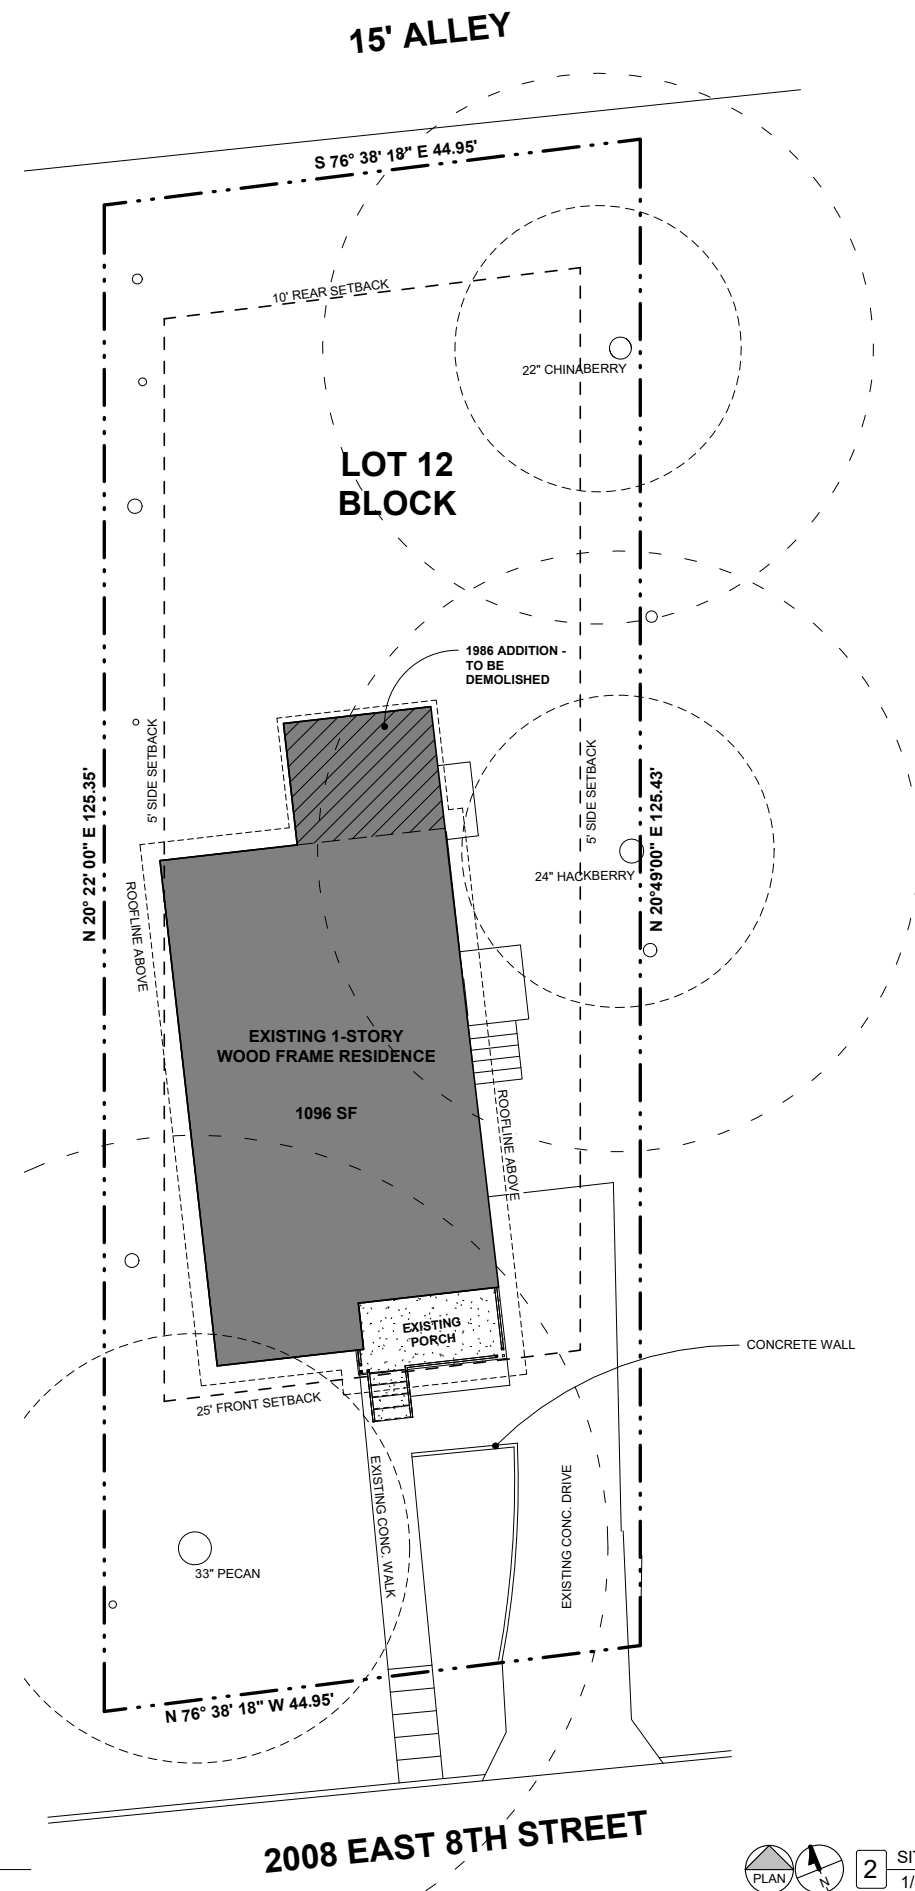 15' ALLEY
S 76° 38' 18" E 44.95'
10' REAR SETBACK
22" CHINABERRY
LOT 12
BLOCK
1986 ADDITION -
TO BE
DEMOLISHED
5' SIDE SETBACK
5' SIDE SETBACK
N 20° 22' 00" E 125.35'
N 20°49'00" E 125.43'
24" HACKBERRY
ROOFLINE ABOVE
EXISTING 1-STORY
WOOD FRAME RESIDENCE
1096 SF
ROOFLINE ABOVE
EXISTING
PORCH
CONCRETE WALL
25' FRONT SETBACK
EXISTING CONC. WALK
EXISTING CONC. DRIVE
33" PECAN
N 76° 38' 18" W 44.95'
2008 EAST 8TH STREET
PLAN
N
2
1/